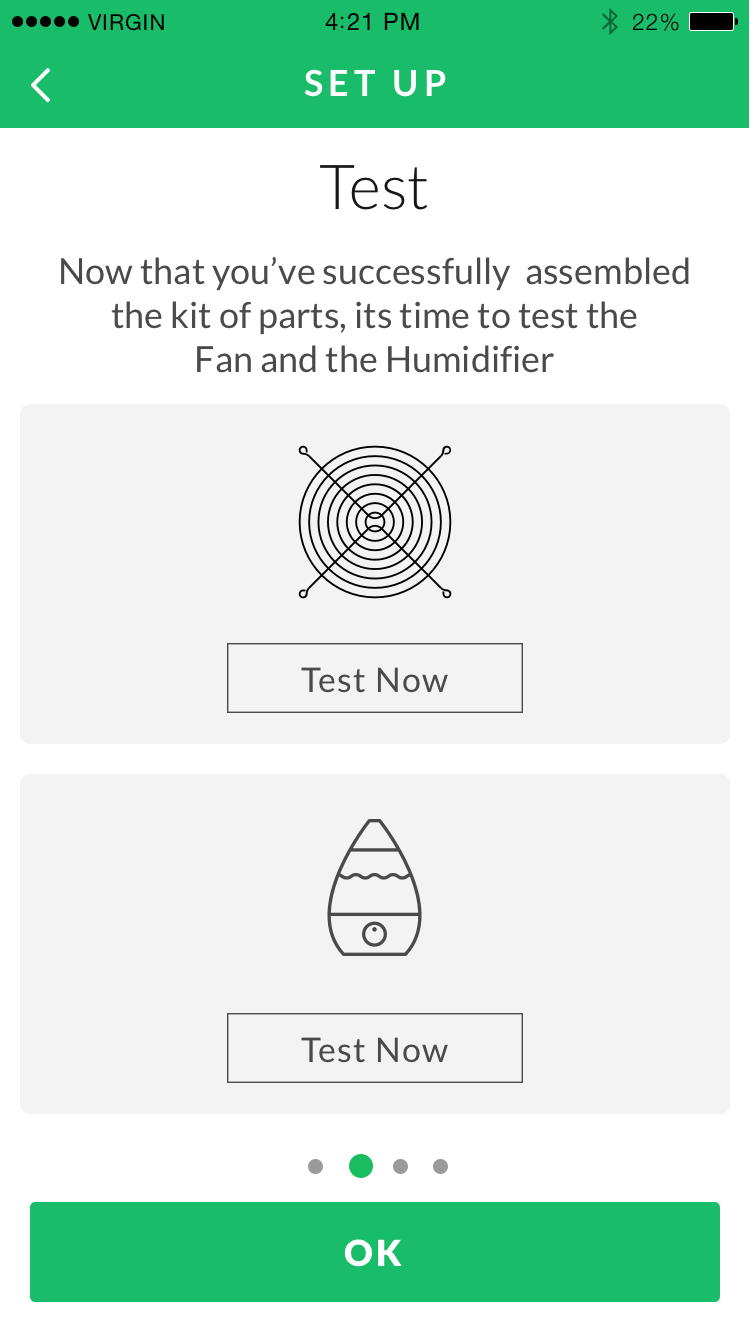 VIRGIN 4:21 PM 22%
SET UP
Test
Now that you’ve successfully  assembled
the kit of parts, its time to test the
Fan and the Humidifier
Test Now
Test Now
OK